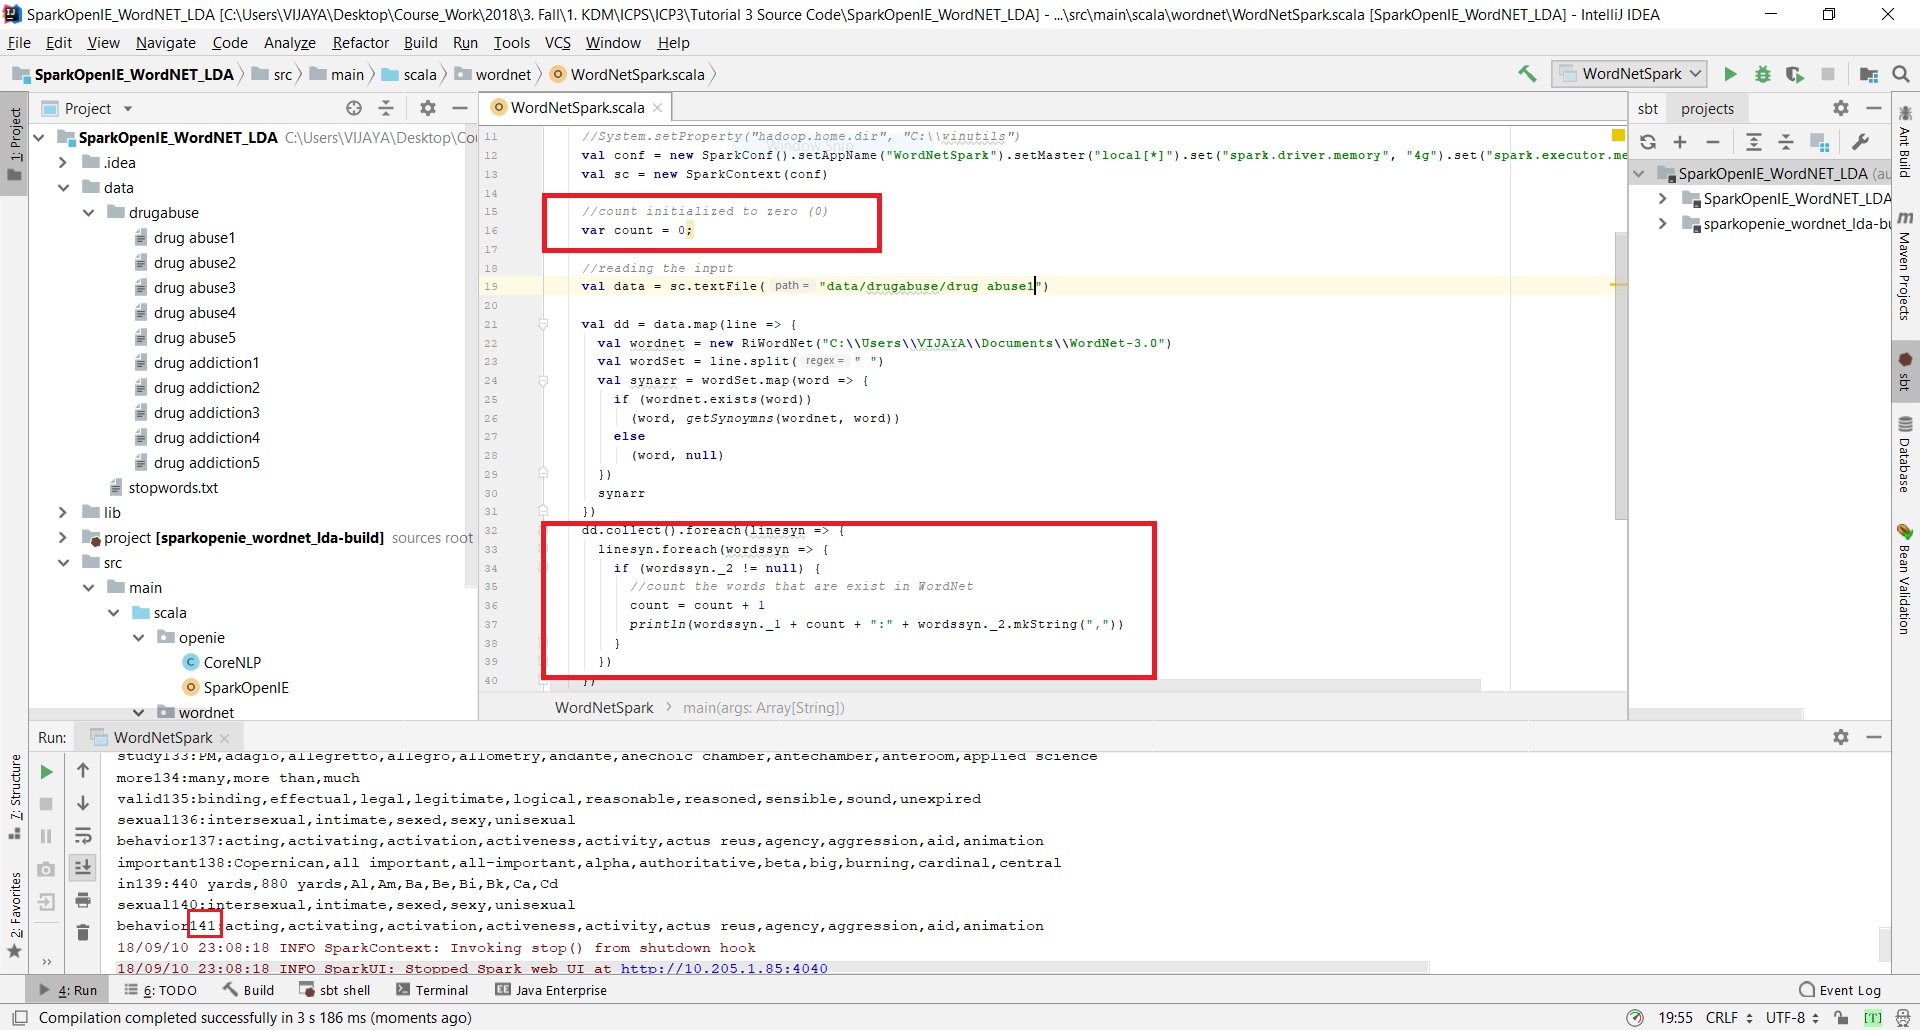 SparkOpenIE_WordNET_LDA [C:\Users\VIJAYA\Desktop\Course_Work\2018\3. Fall\1. KDM\ICPS\ICP3\Tutorial 3 Source Code\SparkOpenIE_WordNET_LDA] - ...\src\main\scala\wordnet\WordNetSpark.scala [SparkOpenIE_WordNET_LDA] - IntelliJ IDEA
File Edit View Navigate Code Analyze Refactor Build Run Tools VCS Window Help
SparkOpenIE_WordNET_LDA src main scala wordnet WordNetSpark.scala WordNetSpark
1: Project
Project
SparkOpenIE_WordNET_LDA C:\Users\VIJAYA\Desktop\Co
.idea
data
drugabuse
drug abuse1
drug abuse2
drug abuse3
drug abuse4
drug abuse5
drug addiction1
drug addiction2
drug addiction3
drug addiction4
drug addiction5
stopwords.txt
lib
project [sparkopenie_wordnet_lda-build] sources root
src
main
scala
openie
CoreNLP
SparkOpenIE
wordnet
WordNetSpark.scala
11 //System.setProperty("hadoop.home.dir", "C:\\winutils")
Window Snip
12 val conf = new SparkConf().setAppName("WordNetSpark").setMaster("local[*]").set("spark.driver.memory", "4g").set("spark.executor.me
13 val sc = new SparkContext(conf)
14
15 //count initialized to zero (0)
16 var count = 0;
17
18 //reading the input
19 val data = sc.textFile( path = "data/drugabuse/drug abuse1")
20
21 val dd = data.map(line => {
22 val wordnet = new RiWordNet("C:\\Users\\VIJAYA\\Documents\\WordNet-3.0")
23 val wordSet = line.split( regex = " ")
24 val synarr = wordSet.map(word => {
25 if (wordnet.exists(word))
26 (word, getSynoymns(wordnet, word))
27 else
28 (word, null)
29 })
30 synarr
31 })
32 dd.collect().foreach(linesyn => {
33 linesyn.foreach(wordssyn => {
34 if (wordssyn._2 != null) {
35 //count the words that are exist in WordNet
36 count = count + 1
37 println(wordssyn._1 + count + ":" + wordssyn._2.mkString(","))
38 }
39 })
40 })
WordNetSpark main(args: Array[String])
sbt projects
SparkOpenIE_WordNET_LDA (au
SparkOpenIE_WordNET_LDA
sparkopenie_wordnet_lda-bu
Ant Build
Maven Projects
sbt
Database
Bean Validation
7: Structure
2: Favorites
Run: WordNetSpark
study133:PM,adagio,allegretto,allegro,allometry,andante,anechoic chamber,antechamber,anteroom,applied science
more134:many,more than,much
valid135:binding,effectual,legal,legitimate,logical,reasonable,reasoned,sensible,sound,unexpired
sexual136:intersexual,intimate,sexed,sexy,unisexual
behavior137:acting,activating,activation,activeness,activity,actus reus,agency,aggression,aid,animation
important138:Copernican,all important,all-important,alpha,authoritative,beta,big,burning,cardinal,central
in139:440 yards,880 yards,Al,Am,Ba,Be,Bi,Bk,Ca,Cd
sexual140:intersexual,intimate,sexed,sexy,unisexual
behavior141:acting,activating,activation,activeness,activity,actus reus,agency,aggression,aid,animation
18/09/10 23:08:18 INFO SparkContext: Invoking stop() from shutdown hook
18/09/10 23:08:18 INFO SparkUI: Stopped Spark web UI at http://10.205.1.85:4040
4: Run 6: TODO Build sbt shell Terminal Java Enterprise Event Log
Compilation completed successfully in 3 s 186 ms (moments ago) 19:55 CRLF UTF-8 [T]